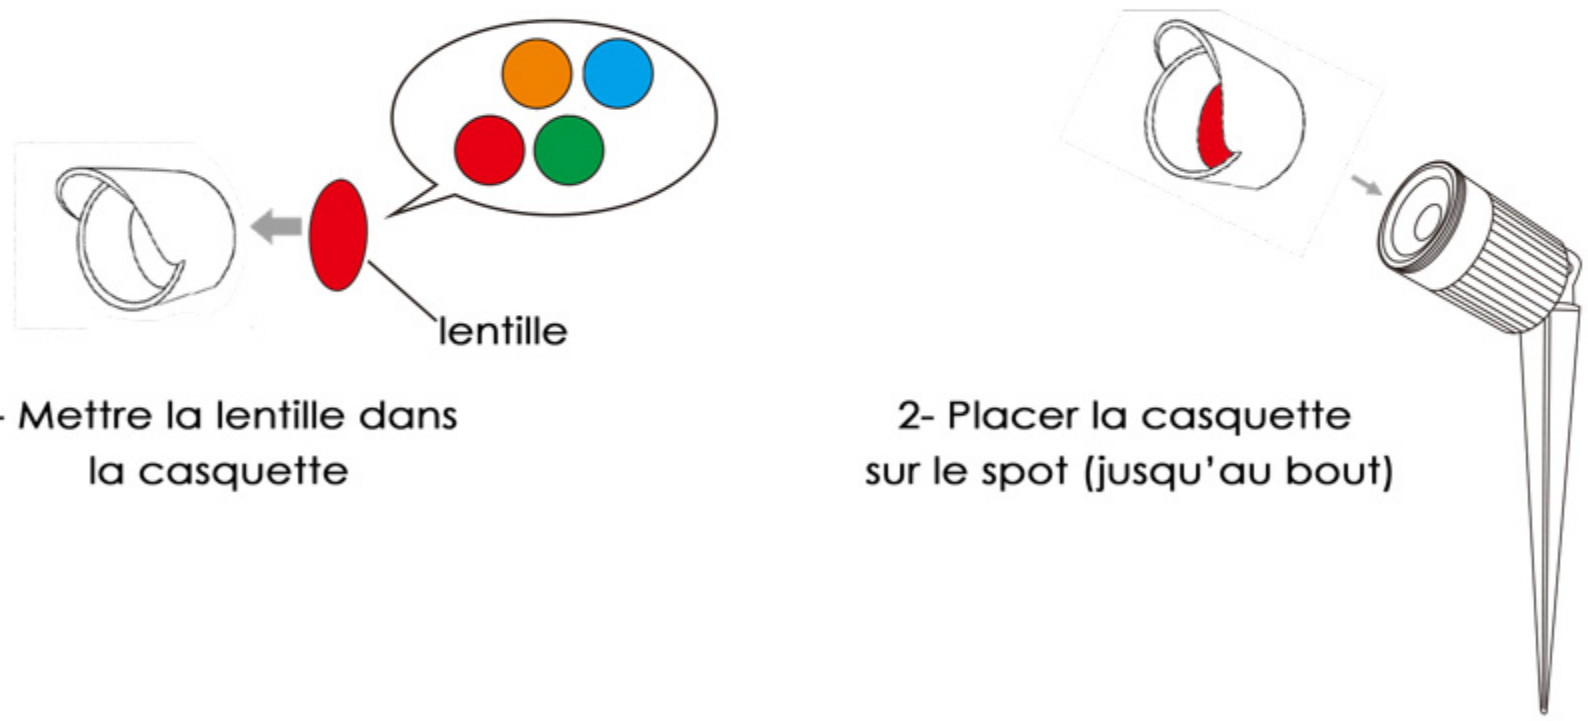 lentille
- Mettre la lentille dans
la casquette
2- Placer la casquette
sur le spot (jusqu'au bout)